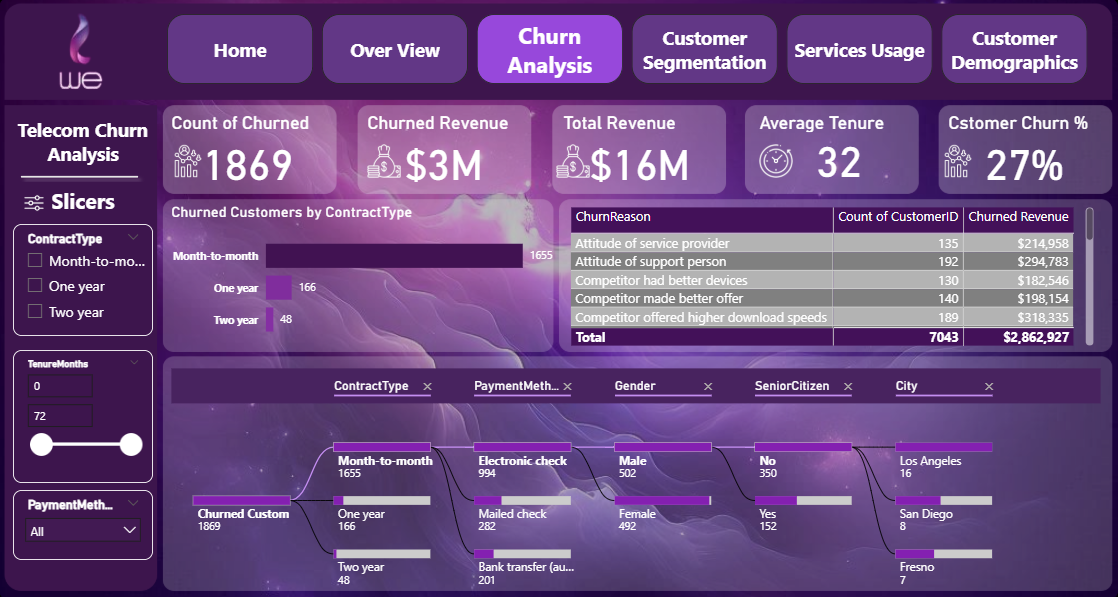 we
Home
Over View
Churn
Analysis
Customer
Segmentation
Services Usage
Customer
Demographics
Telecom Churn
Analysis
Slicers
ContractType
Month-to-mo...
One year
Two year
TenureMonths
0
72
PaymentMeth...
All
Count of Churned
1869
Churned Revenue
$3M
Total Revenue
$16M
Average Tenure
32
Cstomer Churn %
27%
Churned Customers by ContractType
Month-to-month 1655
One year 166
Two year 48
ChurnReason Count of CustomerID Churned Revenue
Attitude of service provider 135 $214,958
Attitude of support person 192 $294,783
Competitor had better devices 130 $182,546
Competitor made better offer 140 $198,154
Competitor offered higher download speeds 189 $318,335
Total 7043 $2,862,927
ContractType × PaymentMeth... × Gender × SeniorCitizen × City ×
Churned Custom
1869
Month-to-month
1655
One year
166
Two year
48
Electronic check
994
Mailed check
282
Bank transfer (au...
201
Male
502
Female
492
No
350
Yes
152
Los Angeles
16
San Diego
8
Fresno
7